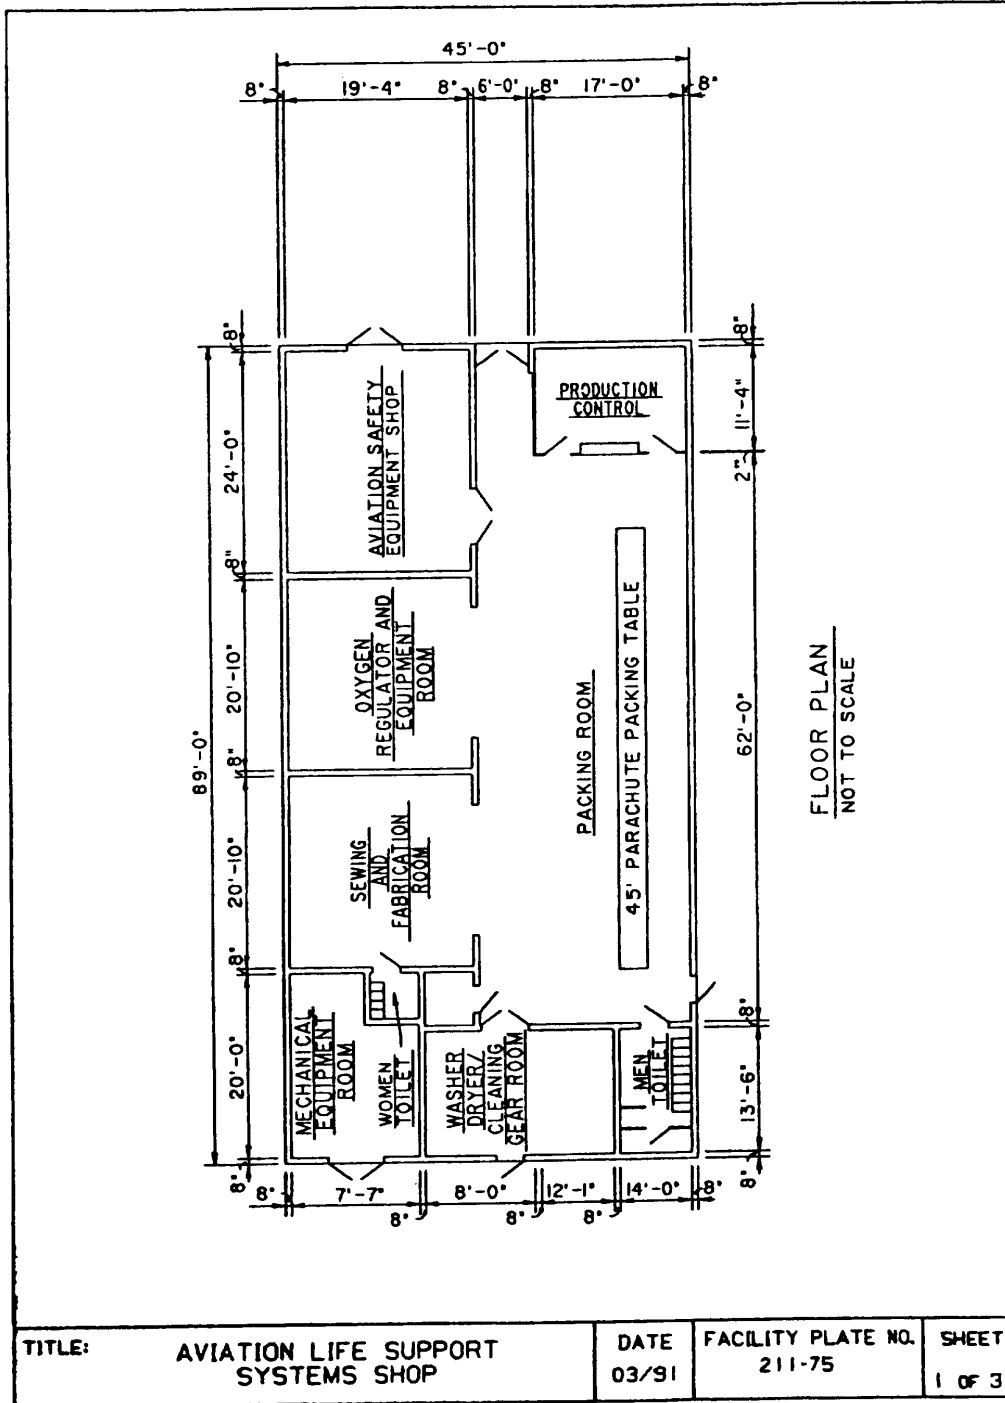 45'-0"
8" 19'-4" 8" 6'-0" 8" 17'-0" 8"
8"
8"
PRODUCTION
CONTROL
11'-4"
2"
AVIATION SAFETY
EQUIPMENT SHOP
24'-0"
8"
OXYGEN
REGULATOR AND
EQUIPMENT
ROOM
20'-10"
89'-0"
8"
PACKING ROOM
45' PARACHUTE PACKING TABLE
62'-0"
FLOOR PLAN
NOT TO SCALE
SEWING
AND
FABRICATION
ROOM
20'-10"
8"
8"
MECHANICAL
EQUIPMENT
ROOM
20'-0"
WOMEN
TOILET
WASHER
DRYER/
CLEANING
GEAR ROOM
MEN
TOILET
13'-6"
8"
8"
8" 7'-7" 8" 8'-0" 8" 12'-1" 8" 14'-0" 8"
TITLE:
AVIATION LIFE SUPPORT
SYSTEMS SHOP
DATE
03/91
FACILITY PLATE NO.
211-75
SHEET
1 OF 3